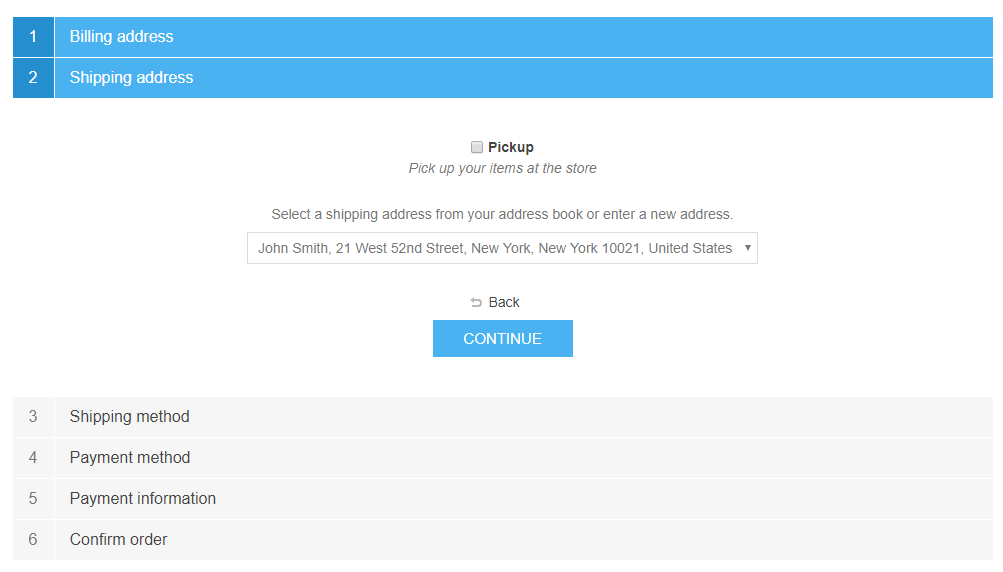 1 Billing address
2 Shipping address
Pickup
Pick up your items at the store
Select a shipping address from your address book or enter a new address.
John Smith, 21 West 52nd Street, New York, New York 10021, United States
Back
CONTINUE
3 Shipping method
4 Payment method
5 Payment information
6 Confirm order